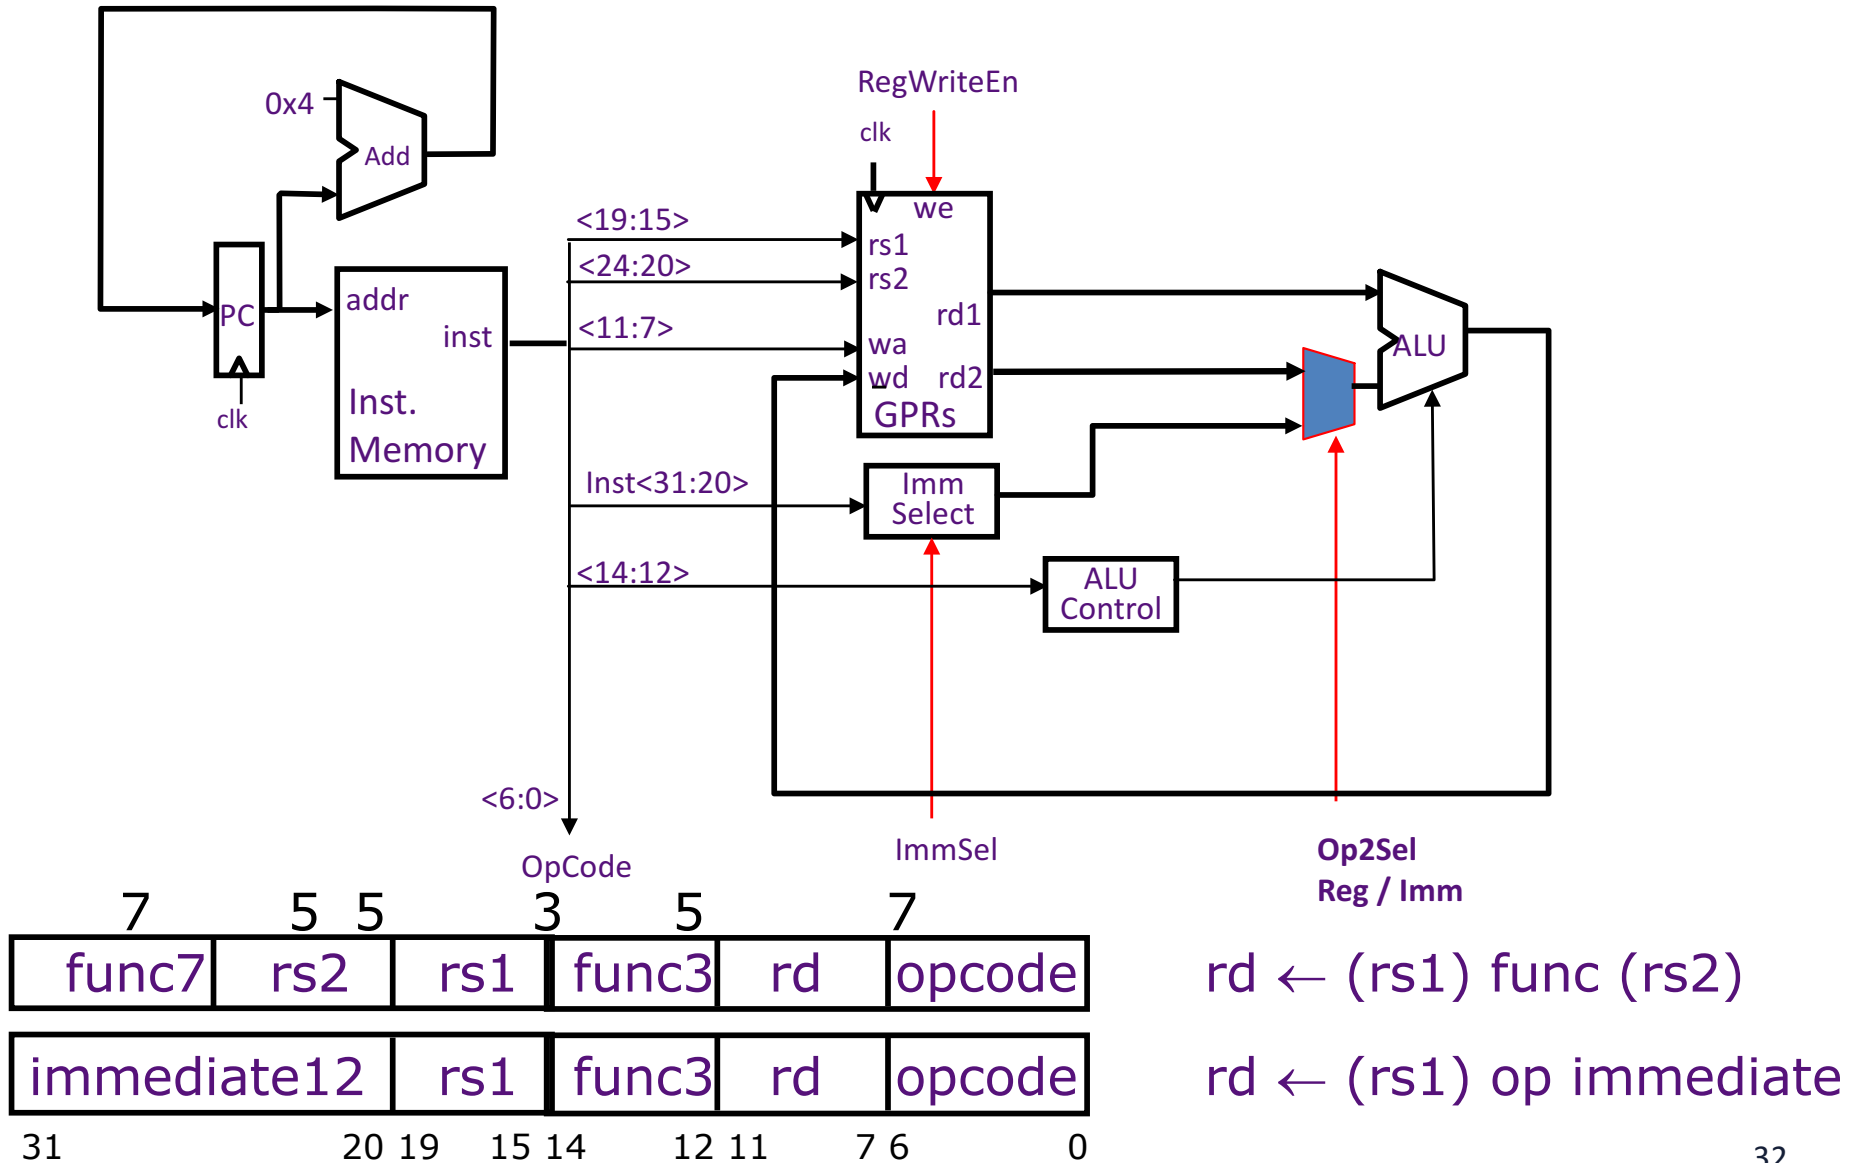 RegWriteEn
0x4
clk
Add
<19:15>
we
rs1
<24:20>
rs2
PC
addr
<11:7>
rd1
inst
wa
ALU
wd rd2
clk
Inst.
GPRs
Memory
Inst<31:20>
Imm
Select
<14:12>
ALU
Control
<6:0>
OpCode
ImmSel
Op2Sel
Reg / Imm
7 5 5 3 5 7
func7 rs2 rs1 func3 rd opcode rd ← (rs1) func (rs2)
immediate12 rs1 func3 rd opcode rd ← (rs1) op immediate
31 20 19 15 14 12 11 7 6 0
32